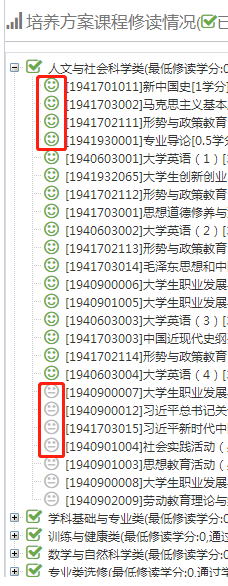 培养方案课程修读情况(已
人文与社会科学类(最低修读学分:0
[1941701011]新中国史[1学分]
[1941703002]马克思主义基本
[1941702111]形势与政策教育
[1941930001]专业导论[0.5学分
[1940603001]大学英语（1）[3
[1941932065]大学生创新创业
[1941702112]形势与政策教育
[1941703001]思想道德修养与
[1940603002]大学英语（2）[3
[1941702113]形势与政策教育
[1941703014]毛泽东思想和中
[1940900006]大学生职业发展
[1940901005]大学生职业发展
[1940603003]大学英语（3）[3
[1941703003]中国近现代史纲
[1941702114]形势与政策教育
[1940603004]大学英语（4）[
[1940900007]大学生职业发展
[1940900012]习近平总书记关
[1941703015]习近平新时代中
[1940901004]社会实践活动（
[1940901003]思想教育活动（
[1940900008]大学生职业发展
[1940902009]劳动教育理论与
学科基础与专业类(最低修读学分:0
训练与健康类(最低修读学分:0,通过
数学与自然科学类(最低修读学分:0
专业类选修(最低修读学分:0,通过学